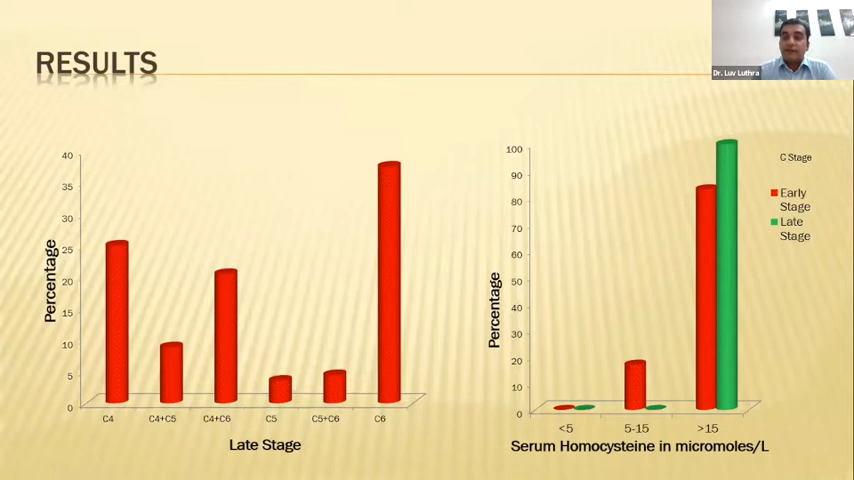 RESULTS
Dr. Luv Luthra
40
35
30
25
20
15
10
5
0
Percentage
C4
C4+C5
C4+C6
C5
C5+C6
C6
Late Stage
100
90
80
70
60
50
40
30
20
10
0
Percentage
<5
5-15
>15
Serum Homocysteine in micromoles/L
C Stage
Early
Stage
Late
Stage